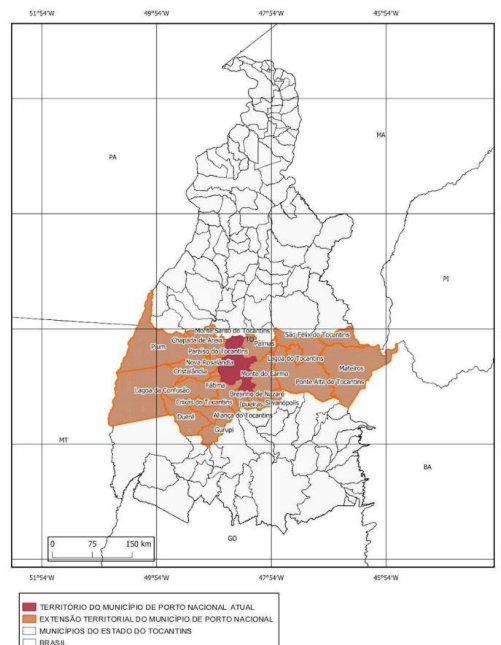 51°54'W 49°54'W 47°54'W 45°54'W
MA
PA
PI
Monte Santo do Tocantins
São Félix do Tocantins
Chapada de Areia
TO
Palmas
Pium
Paraíso do Tocantins
Lagoa do Tocantins
Nova Rosalândia
Mateiros
Cristalândia
Monte do Carmo
Ponte Alta do Tocantins
Fátima
Lagoa da Confusão
Brejinho de Nazaré
Crixás do Tocantins
Ipueiras
Silvanópolis
Aliança do Tocantins
Dueré
Gurupi
MT
BA
GO
0 75 150 km
51°54'W 49°54'W 47°54'W 45°54'W
TERRITÓRIO DO MUNICÍPIO DE PORTO NACIONAL ATUAL
EXTENSÃO TERRITORIAL DO MUNICÍPIO DE PORTO NACIONAL
MUNICÍPIOS DO ESTADO DO TOCANTINS
BRASIL